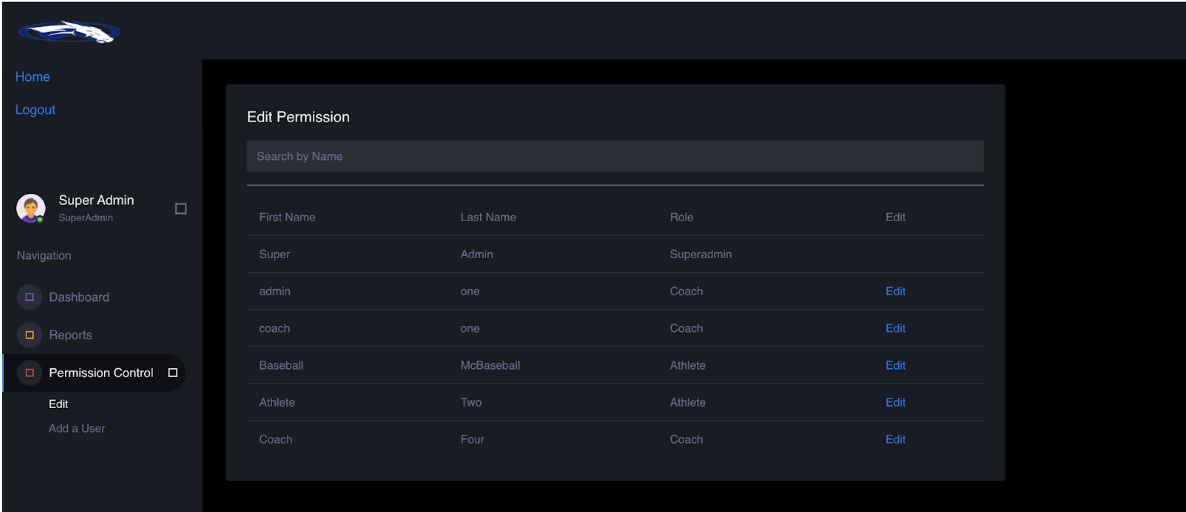 Home
Logout
Super Admin
SuperAdmin
Navigation
Dashboard
Reports
Permission Control
Edit
Add a User
Edit Permission
Search by Name
First Name Last Name Role Edit
Super Admin Superadmin
admin one Coach Edit
coach one Coach Edit
Baseball McBaseball Athlete Edit
Athlete Two Athlete Edit
Coach Four Coach Edit